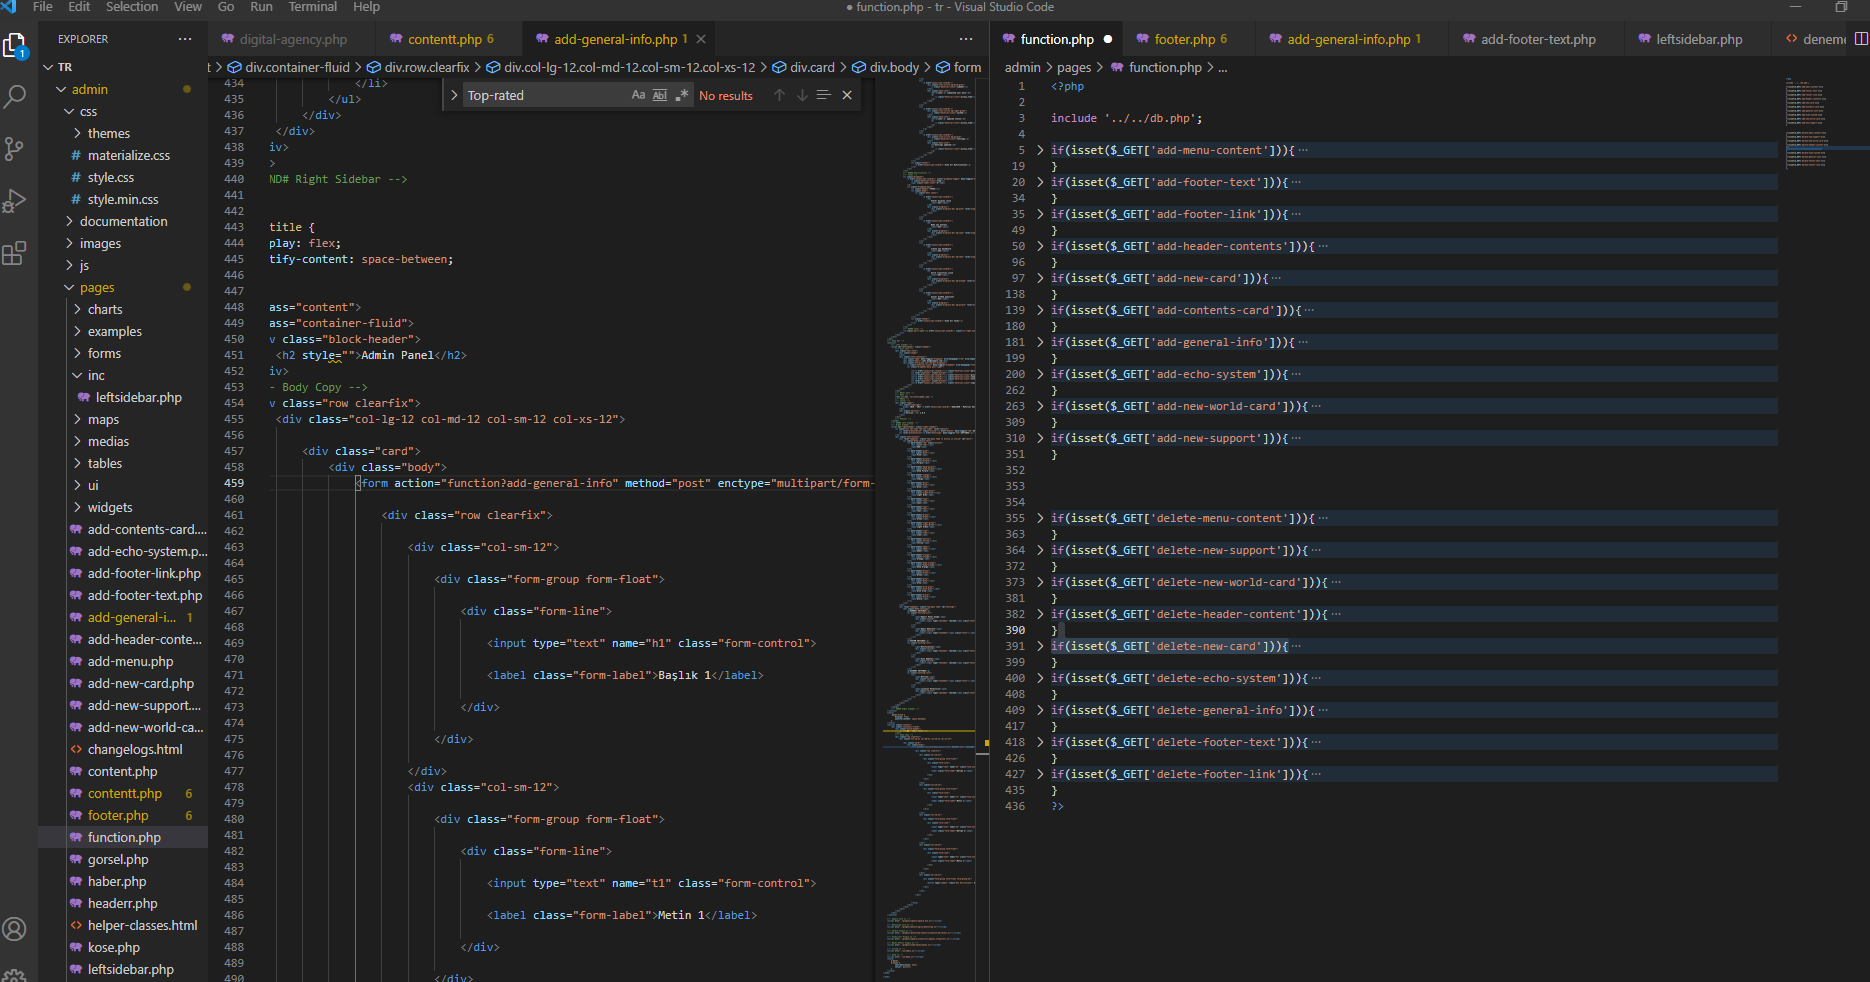 File Edit Selection View Go Run Terminal Help
● function.php - tr - Visual Studio Code
1
EXPLORER ···
TR
admin
css
themes
# materialize.css
# style.css
# style.min.css
documentation
images
js
pages
charts
examples
forms
inc
leftsidebar.php
maps
medias
tables
ui
widgets
add-contents-card....
add-echo-system.p...
add-footer-link.php
add-footer-text.php
add-general-i... 1
add-header-conte...
add-menu.php
add-new-card.php
add-new-support....
add-new-world-ca...
<> changelogs.html
content.php
contentt.php 6
footer.php 6
function.php
gorsel.php
haber.php
headerr.php
<> helper-classes.html
kose.php
leftsidebar.php
digital-agency.php contentt.php 6 add-general-info.php 1 ···
t > div.container-fluid > div.row.clearfix > div.col-lg-12.col-md-12.col-sm-12.col-xs-12 > div.card > div.body > form
Top-rated Aa Abl .* No results
434 </li>
435 </ul>
436 </div>
437 </div>
438 iv>
439 >
440 ND# Right Sidebar -->
441
442
443 title {
444 play: flex;
445 tify-content: space-between;
446
447
448 ass="content">
449 ass="container-fluid">
450 v class="block-header">
451 <h2 style="">Admin Panel</h2>
452 iv>
453 - Body Copy -->
454 v class="row clearfix">
455 <div class="col-lg-12 col-md-12 col-sm-12 col-xs-12">
456
457 <div class="card">
458 <div class="body">
459 <form action="function?add-general-info" method="post" enctype="multipart/form-
460
461 <div class="row clearfix">
462
463 <div class="col-sm-12">
464
465 <div class="form-group form-float">
466
467 <div class="form-line">
468
469 <input type="text" name="h1" class="form-control">
470
471 <label class="form-label">Başlık 1</label>
472
473 </div>
474
475 </div>
476
477 </div>
478 <div class="col-sm-12">
479
480 <div class="form-group form-float">
481
482 <div class="form-line">
483
484 <input type="text" name="t1" class="form-control">
485
486 <label class="form-label">Metin 1</label>
487
488 </div>
489
490 </div>
function.php ● footer.php 6 add-general-info.php 1 add-footer-text.php leftsidebar.php <> deneme
admin > pages > function.php > ...
1 <?php
2
3 include '../../db.php';
4
5 if(isset($_GET['add-menu-content'])){ ···
19 }
20 if(isset($_GET['add-footer-text'])){ ···
34 }
35 if(isset($_GET['add-footer-link'])){ ···
49 }
50 if(isset($_GET['add-header-contents'])){ ···
96 }
97 if(isset($_GET['add-new-card'])){ ···
138 }
139 if(isset($_GET['add-contents-card'])){ ···
180 }
181 if(isset($_GET['add-general-info'])){ ···
199 }
200 if(isset($_GET['add-echo-system'])){ ···
262 }
263 if(isset($_GET['add-new-world-card'])){ ···
309 }
310 if(isset($_GET['add-new-support'])){ ···
351 }
352
353
354
355 if(isset($_GET['delete-menu-content'])){ ···
363 }
364 if(isset($_GET['delete-new-support'])){ ···
372 }
373 if(isset($_GET['delete-new-world-card'])){ ···
381 }
382 if(isset($_GET['delete-header-content'])){ ···
390 }
391 if(isset($_GET['delete-new-card'])){ ···
399 }
400 if(isset($_GET['delete-echo-system'])){ ···
408 }
409 if(isset($_GET['delete-general-info'])){ ···
417 }
418 if(isset($_GET['delete-footer-text'])){ ···
426 }
427 if(isset($_GET['delete-footer-link'])){ ···
435 }
436 ?>